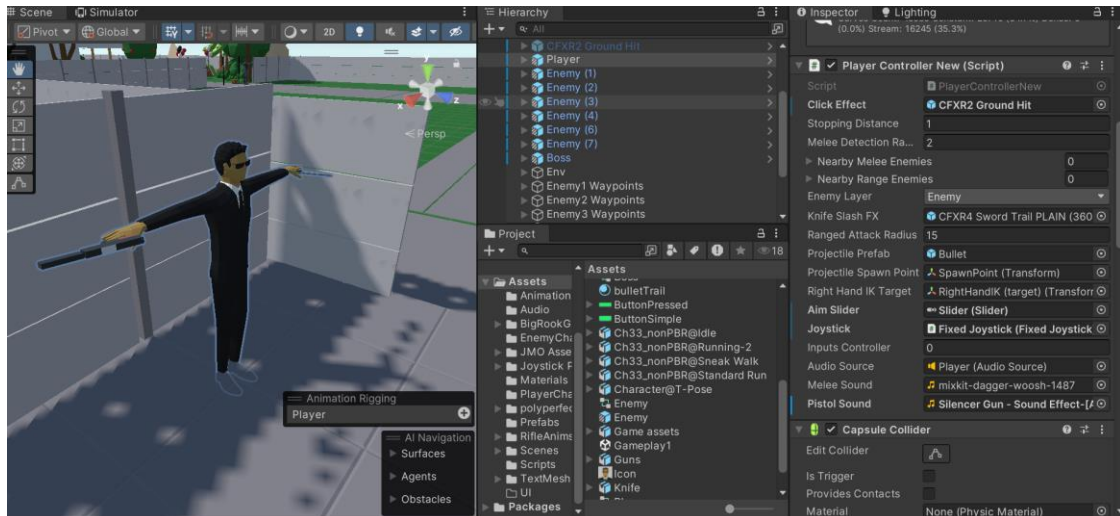 Scene Simulator
Pivot Global 2D
Persp
Animation Rigging
Player
AI Navigation
Surfaces
Agents
Obstacles
Hierarchy
All
CFXR2 Ground Hit
Player
Enemy (1)
Enemy (2)
Enemy (3)
Enemy (4)
Enemy (6)
Enemy (7)
Boss
Env
Enemy1 Waypoints
Enemy2 Waypoints
Enemy3 Waypoints
Project
18
Assets
Animation
Audio
BigRookG
EnemyCha
JMO Asse
Joystick P
Materials
PlayerCha
polyperfec
Prefabs
RifleAnims
Scenes
Scripts
TextMesh
UI
Packages
Assets
bulletTrail
ButtonPressed
ButtonSimple
Ch33_nonPBR@Idle
Ch33_nonPBR@Running-2
Ch33_nonPBR@Sneak Walk
Ch33_nonPBR@Standard Run
Character@T-Pose
Enemy
Enemy
Game assets
Gameplay1
Guns
Icon
Knife
Inspector Lighting
(0.0%) Stream: 16245 (35.3%)
Player Controller New (Script)
Script PlayerControllerNew
Click Effect CFXR2 Ground Hit
Stopping Distance 1
Melee Detection Ra... 2
Nearby Melee Enemies 0
Nearby Range Enemies 0
Enemy Layer Enemy
Knife Slash FX CFXR4 Sword Trail PLAIN (360
Ranged Attack Radius 15
Projectile Prefab Bullet
Projectile Spawn Point SpawnPoint (Transform)
Right Hand IK Target RightHandIK (target) (Transforr
Aim Slider Slider (Slider)
Joystick Fixed Joystick (Fixed Joystick
Inputs Controller 0
Audio Source Player (Audio Source)
Melee Sound mixkit-dagger-woosh-1487
Pistol Sound Silencer Gun - Sound Effect-[A
Capsule Collider
Edit Collider
Is Trigger
Provides Contacts
Material None (Physic Material)